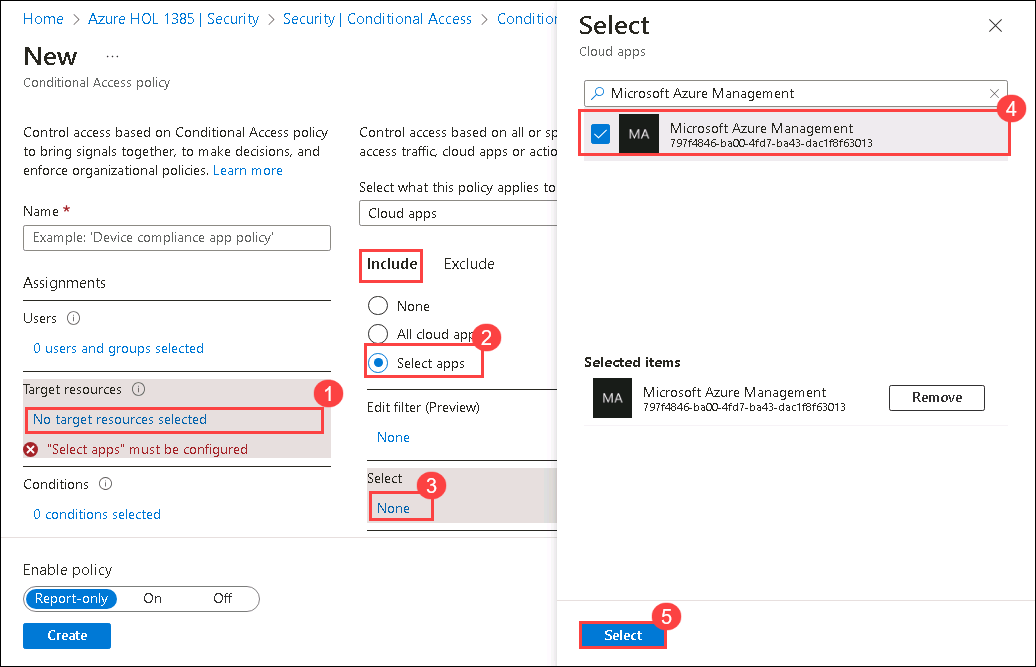 Home > Azure HOL 1385 | Security > Security | Conditional Access >
New ...
Conditional Access policy
Control access based on Conditional Access policy
to bring signals together, to make decisions, and
enforce organizational policies. Learn more
Name *
Example: 'Device compliance app policy'
Assignments
Users
0 users and groups selected
Target resources
1
No target resources selected
"Select apps" must be configured
Conditions
0 conditions selected
Enable policy
Report-only On Off
Create
Control access based on all or
access traffic, cloud apps or
Select what this policy applies to
Cloud apps
Include Exclude
None
All cloud
2
Select apps
Edit filter (Preview)
None
Select
3
None
Select
Cloud apps
Microsoft Azure Management
4
MA
Microsoft Azure Management
797f4846-ba00-4fd7-ba43-dac1f8f63013
Selected items
MA
Microsoft Azure Management
797f4846-ba00-4fd7-ba43-dac1f8f63013
Remove
5
Select